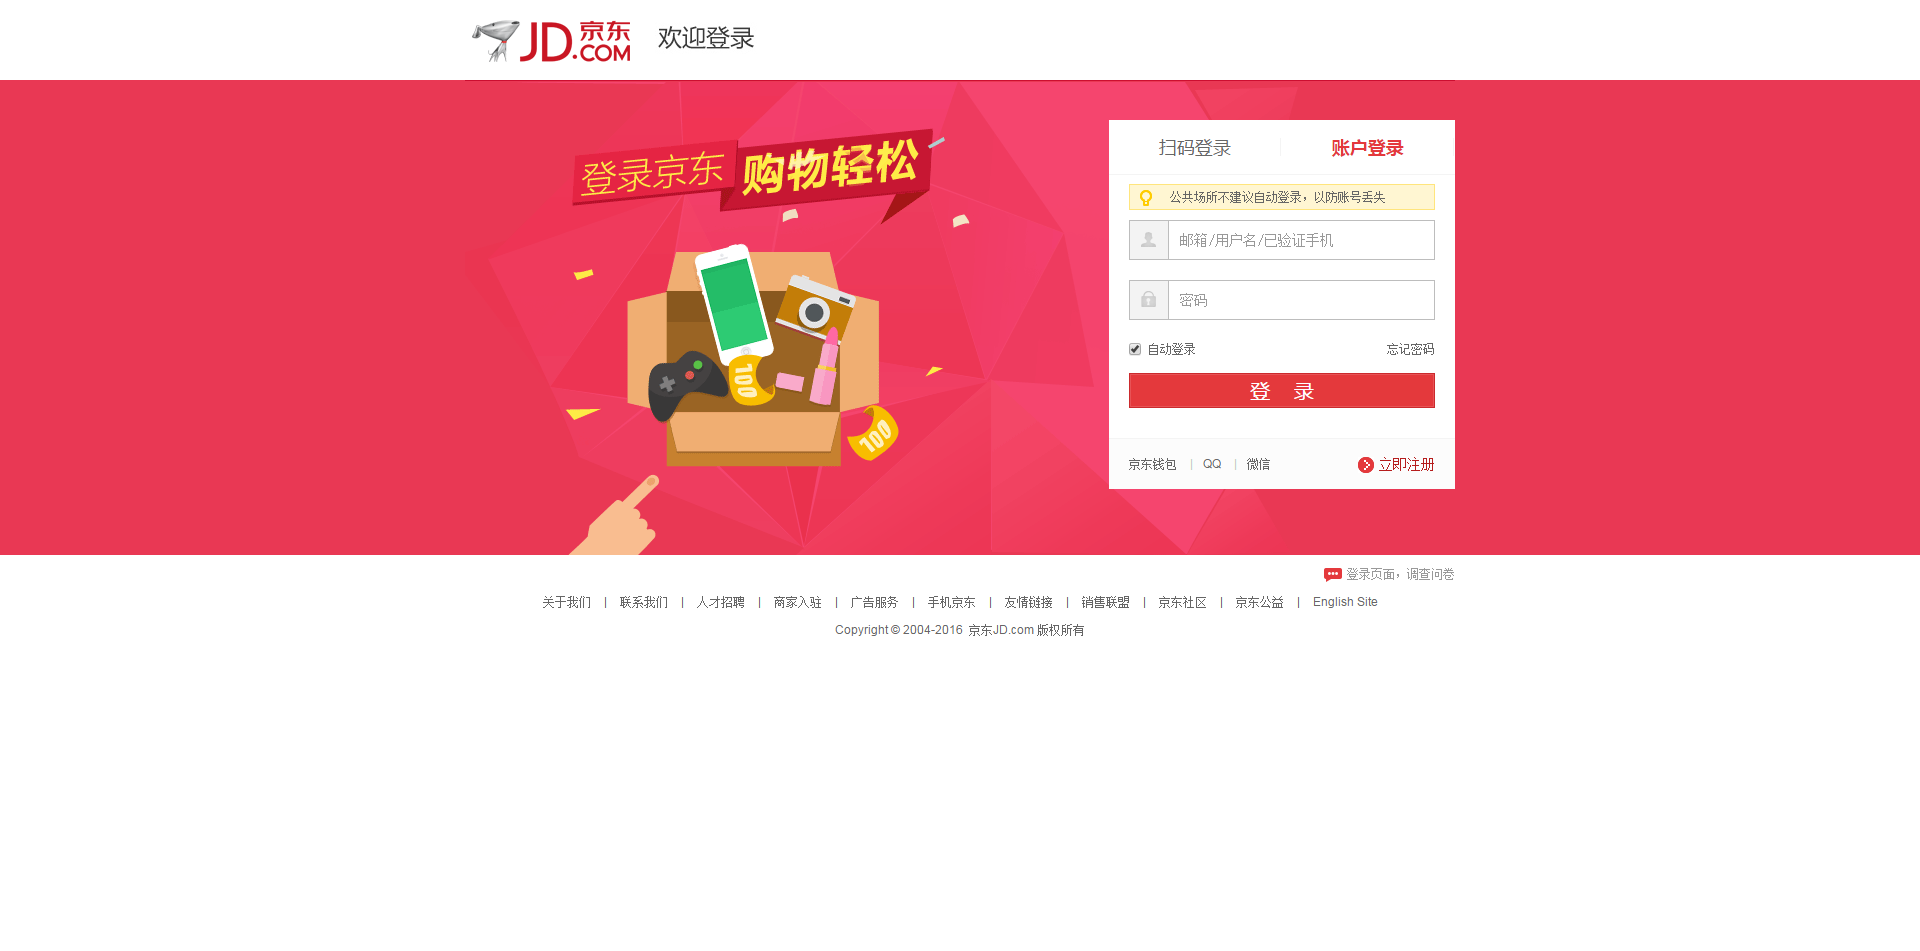 JD.COM 京东 欢迎登录
登录京东 购物轻松
100
100
扫码登录 账户登录
公共场所不建议自动登录，以防账号丢失
邮箱/用户名/已验证手机
密码
自动登录 忘记密码
登 录
京东钱包 | QQ | 微信 立即注册
登录页面，调查问卷
关于我们 | 联系我们 | 人才招聘 | 商家入驻 | 广告服务 | 手机京东 | 友情链接 | 销售联盟 | 京东社区 | 京东公益 | English Site
Copyright © 2004-2016 京东JD.com 版权所有